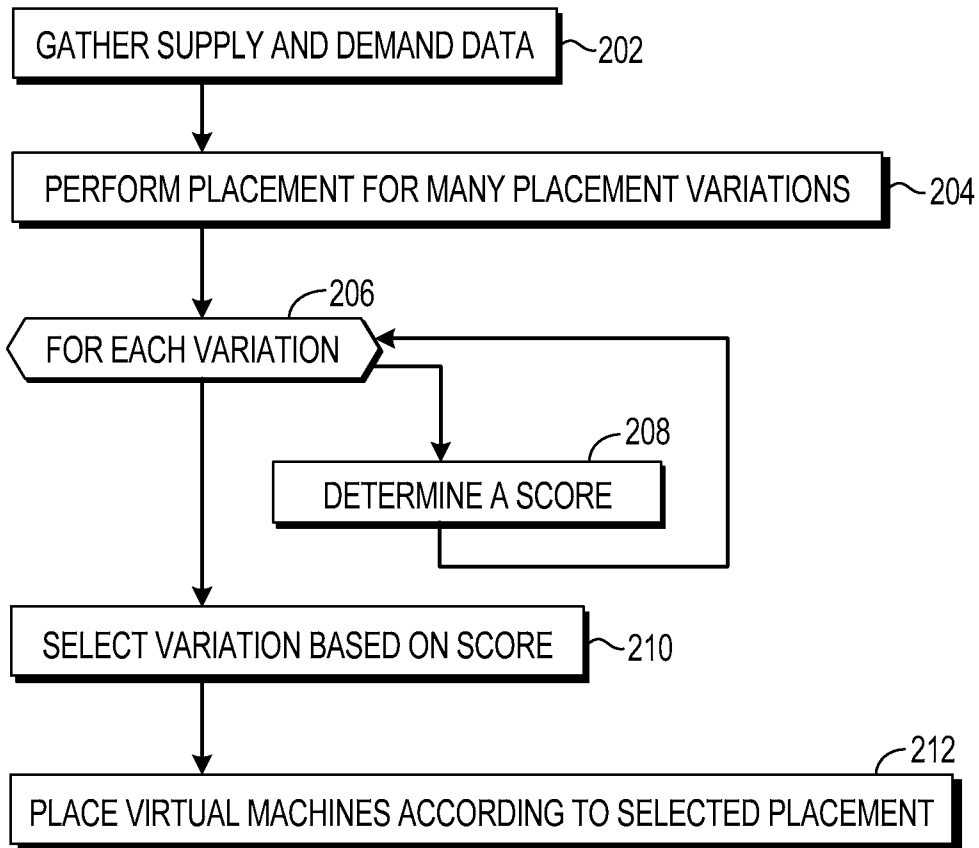 GATHER SUPPLY AND DEMAND DATA
202
PERFORM PLACEMENT FOR MANY PLACEMENT VARIATIONS
204
206
FOR EACH VARIATION
208
DETERMINE A SCORE
SELECT VARIATION BASED ON SCORE
210
212
PLACE VIRTUAL MACHINES ACCORDING TO SELECTED PLACEMENT